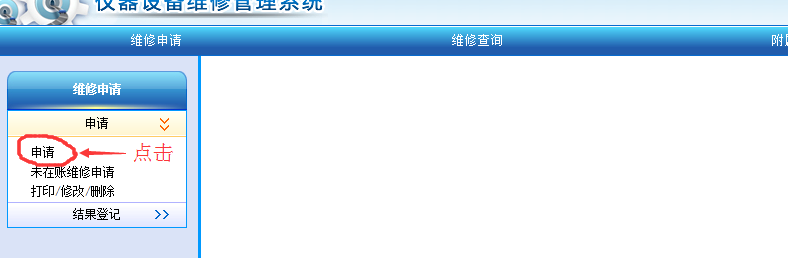 仪器设备维修管理系统
维修申请 维修查询 附
维修申请
申请
申请 点击
未在账维修申请
打印/修改/删除
结果登记